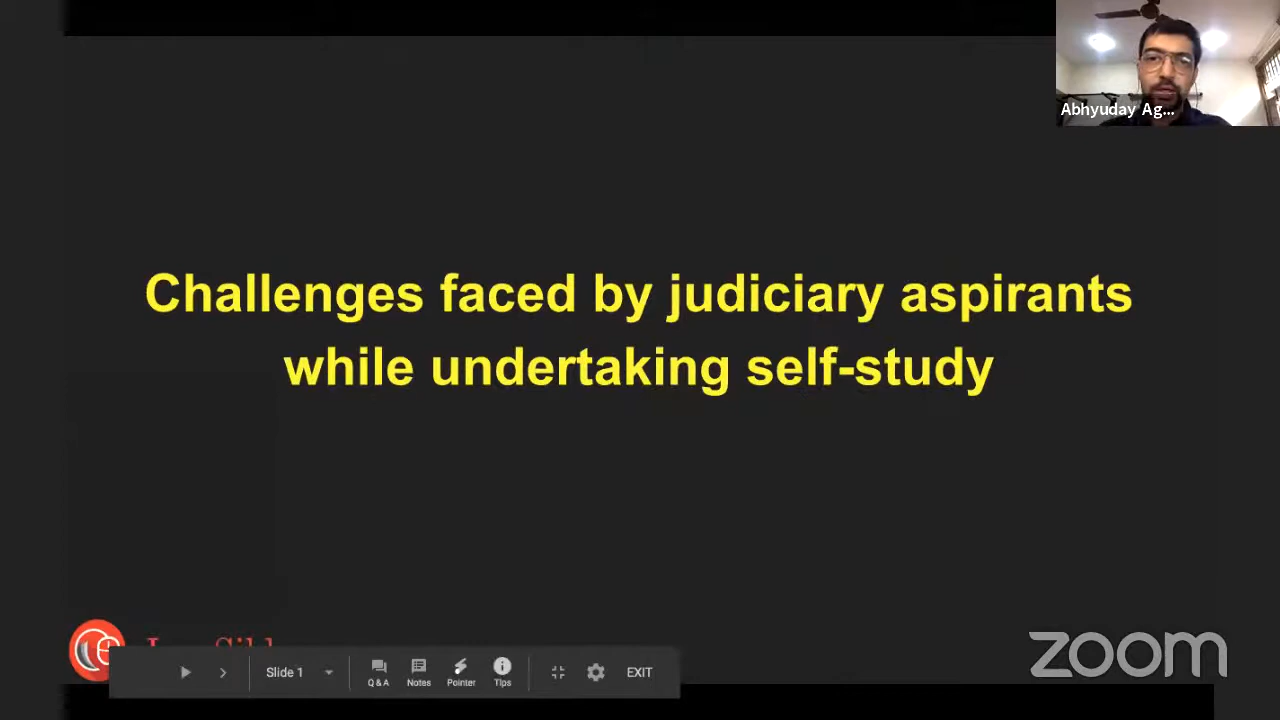 Abhyuday Ag...
Challenges faced by judiciary aspirants
while undertaking self-study
zoom
Slide 1
Q & A
Notes
Pointer
Tips
EXIT